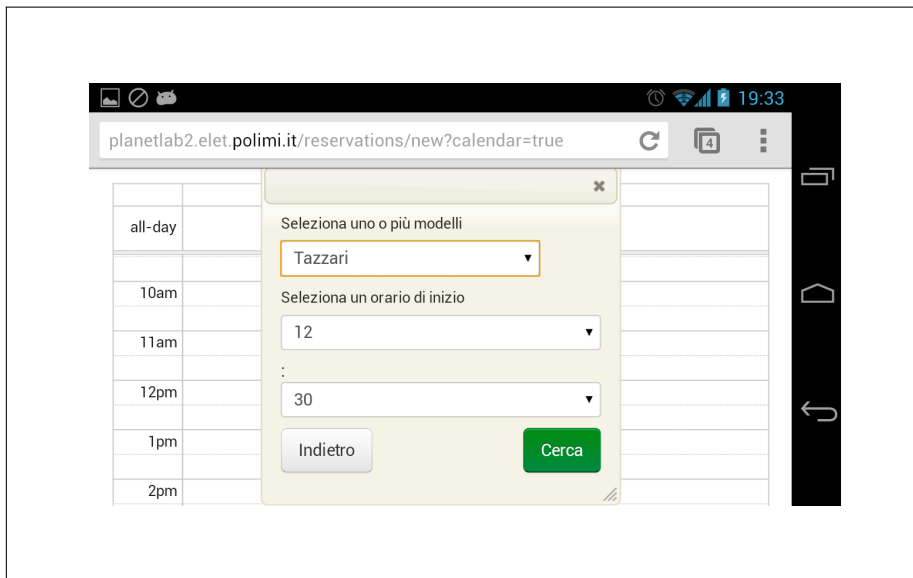 19:33
planetlab2.elet.polimi.it/reservations/new?calendar=true
4
all-day
10am
11am
12pm
1pm
2pm
Seleziona uno o più modelli
Tazzari
Seleziona un orario di inizio
12
:
30
Indietro
Cerca